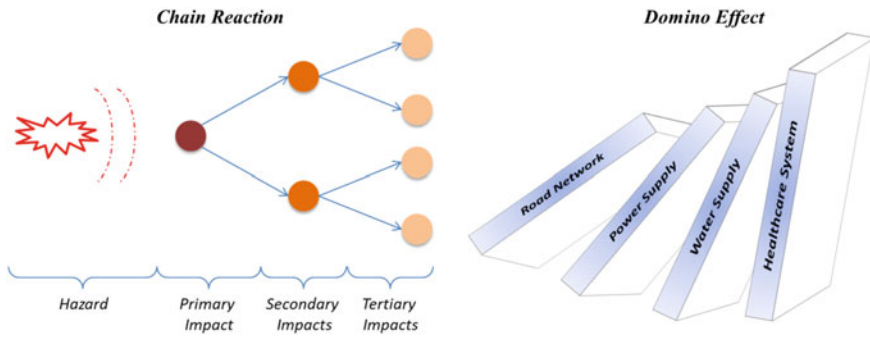 Chain Reaction
Hazard
Primary
Impact
Secondary
Impacts
Tertiary
Impacts
Domino Effect
Road Network
Power Supply
Water Supply
Healthcare System